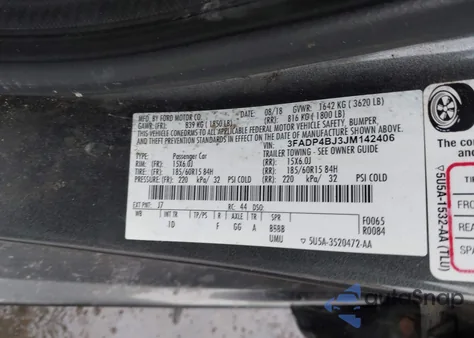 MFD. BY FORD MOTOR CO.
08/18 GVWR: 1642 KG ( 3620 LB)
GAWR: (FR): 839 KG ( 1850 LB) (RR): 816 KG ( 1800 LB)
THIS VEHICLE CONFORMS TO ALL APPLICABLE FEDERAL MOTOR VEHICLE SAFETY, BUMPER,
AND THEFT PREVENTION STANDARDS IN EFFECT ON THE DATE OF MANUFACTURE SHOWN ABOVE.
VIN: 3FADP4BJ3JM142406
TYPE: Passenger Car TRAILER TOWING - SEE OWNER GUIDE
RIM: (FR): 15X6.0J (RR): 15X6.0J
TIRE: (FR): 185/60R15 84H (RR): 185/60R15 84H
PRESSURE: (FR): 220 kPa/ 32 PSI COLD (RR): 220 kPa/ 32 PSI COLD
EXT PNT: J7 RC: 44 DSO: F0065
WB INT TR TP/PS R AXLE TR SPR R0084
IO F GG A BSBB
UMU
▽ 5U5A-3520472-AA
▽ 5U5A-1532-AA (TLU)
autoSnap